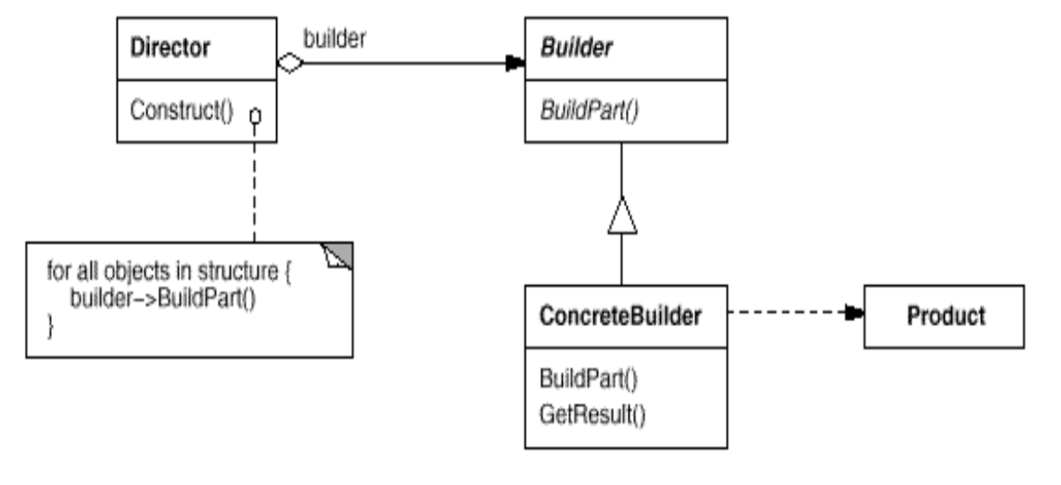 Director
Construct()
builder
Builder
BuildPart()
for all objects in structure {
builder->BuildPart()
}
ConcreteBuilder
BuildPart()
GetResult()
Product